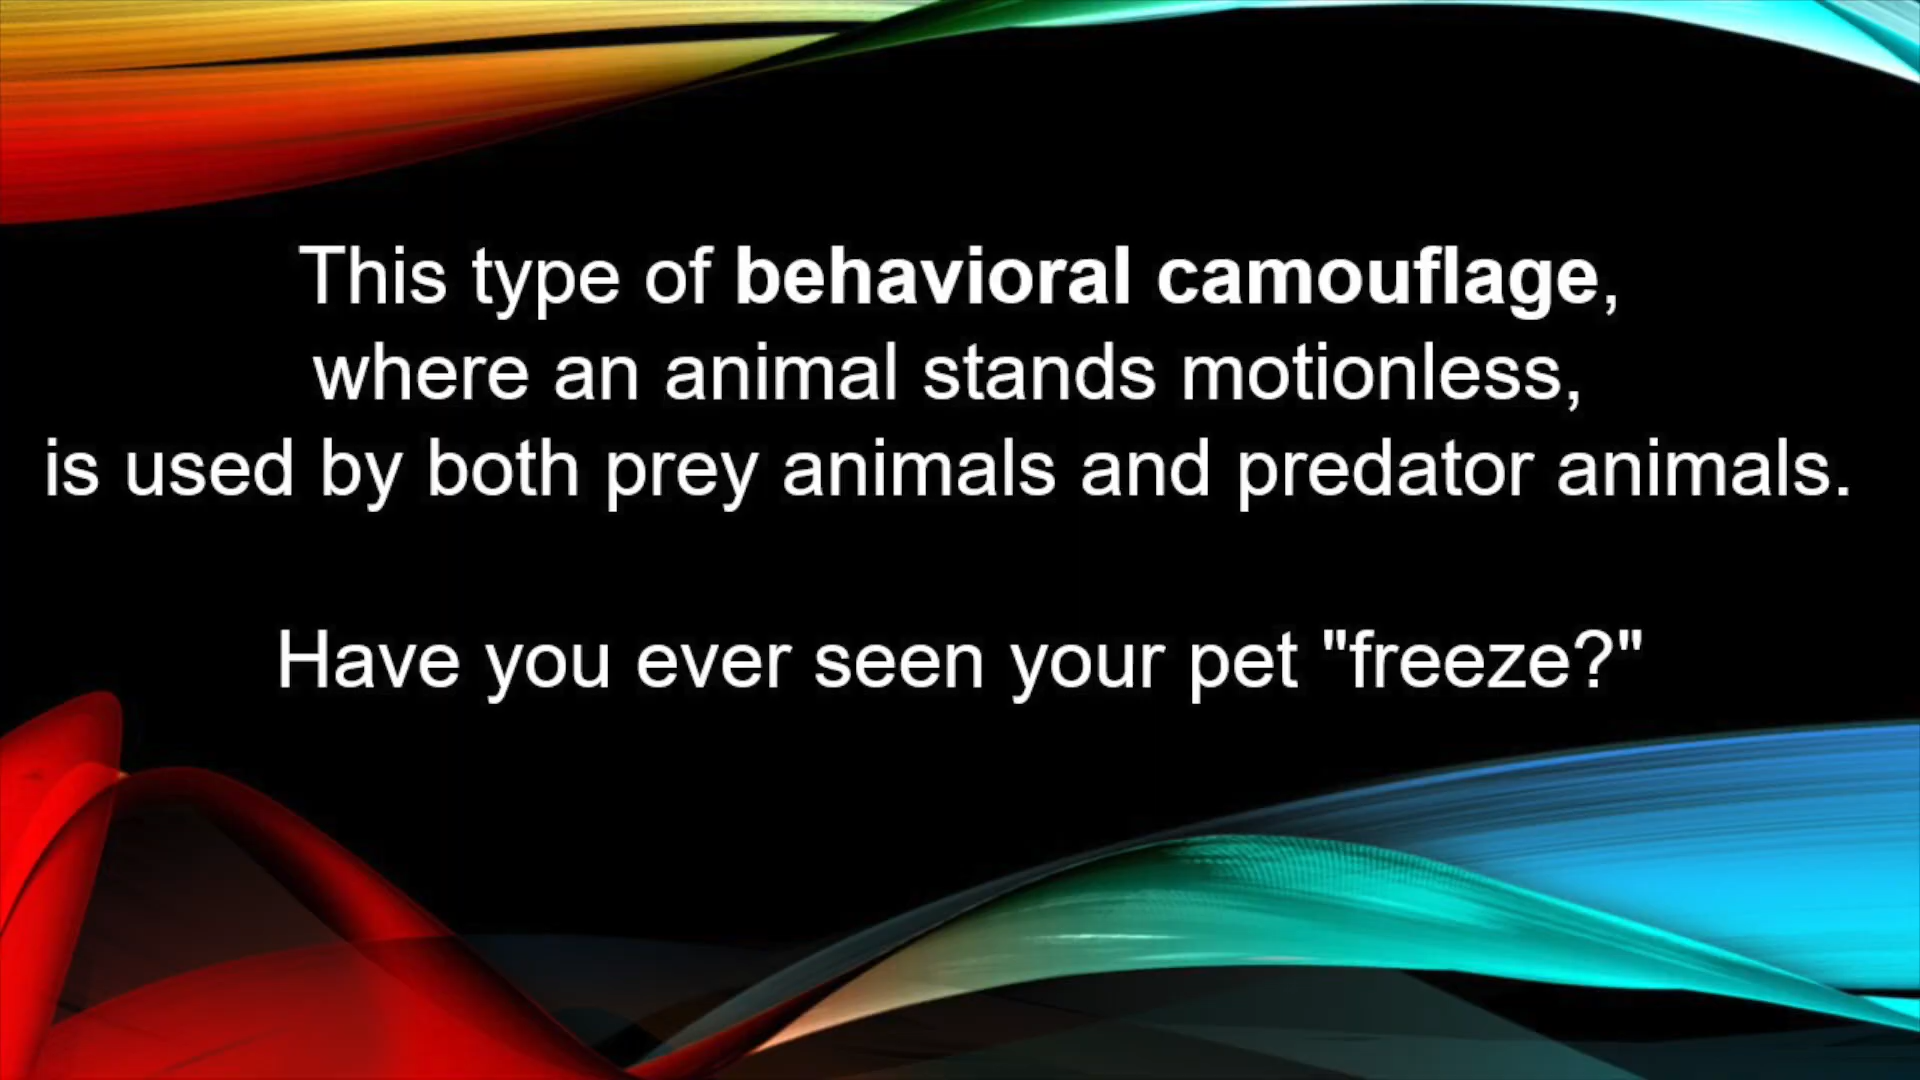 This type of behavioral camouflage,
where an animal stands motionless,
is used by both prey animals and predator animals.
Have you ever seen your pet "freeze?"